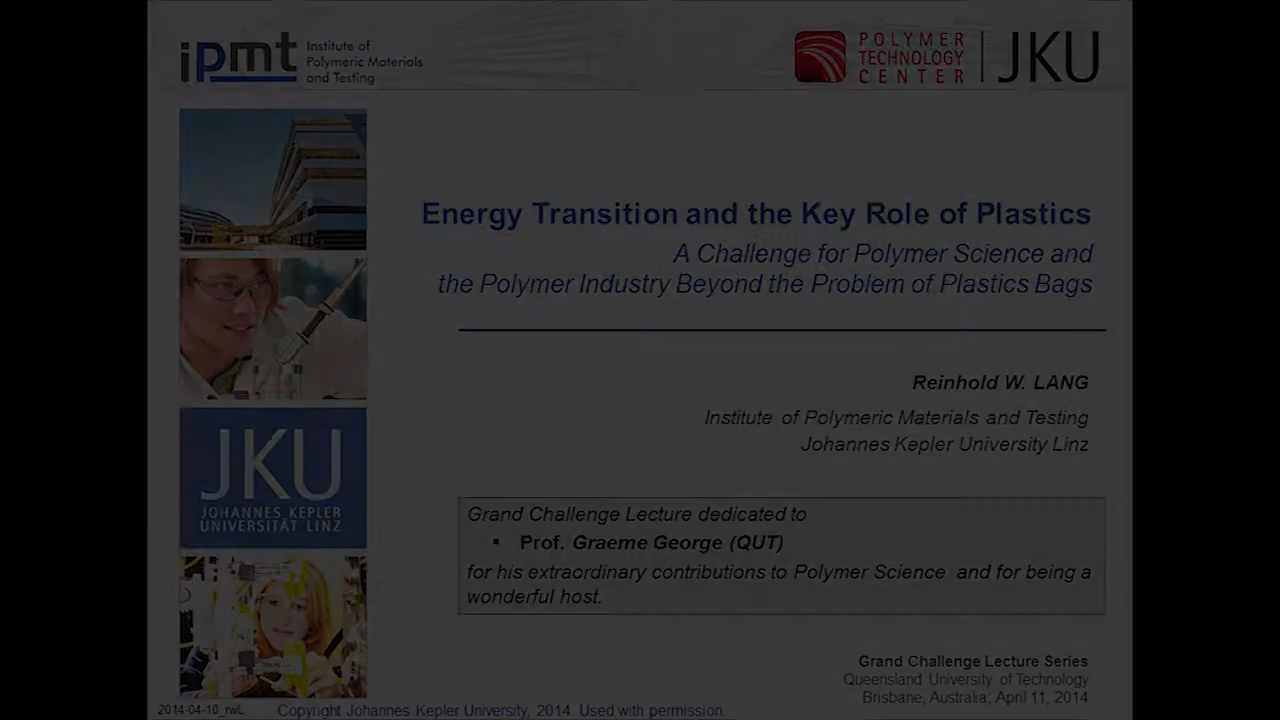 ipmt
Institute of
Polymeric Materials
and Testing
POLYMER
TECHNOLOGY
CENTER
JKU
Energy Transition and the Key Role of Plastics
A Challenge for Polymer Science and
the Polymer Industry Beyond the Problem of Plastics Bags
Reinhold W. LANG
Institute of Polymeric Materials and Testing
Johannes Kepler University Linz
JKU
JOHANNES KEPLER
UNIVERSITÄT LINZ
Grand Challenge Lecture dedicated to
▪ Prof. Graeme George (QUT)
for his extraordinary contributions to Polymer Science and for being a
wonderful host.
Grand Challenge Lecture Series
Queensland University of Technology
Brisbane, Australia; April 11, 2014
2014-04-10_rwL
Copyright Johannes Kepler University, 2014. Used with permission.